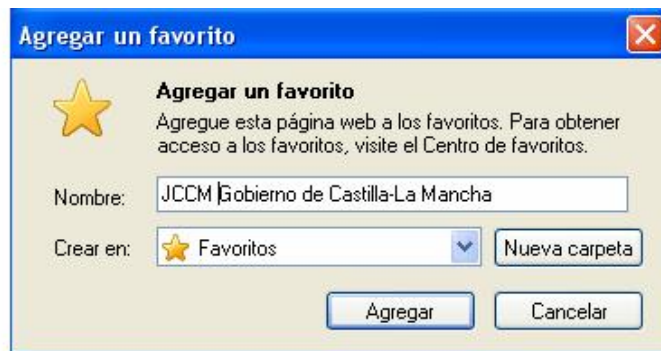 Agregar un favorito
Agregar un favorito
Agregue esta página web a los favoritos. Para obtener
acceso a los favoritos, visite el Centro de favoritos.
Nombre: JCCM Gobierno de Castilla-La Mancha
Crear en: Favoritos Nueva carpeta
Agregar Cancelar